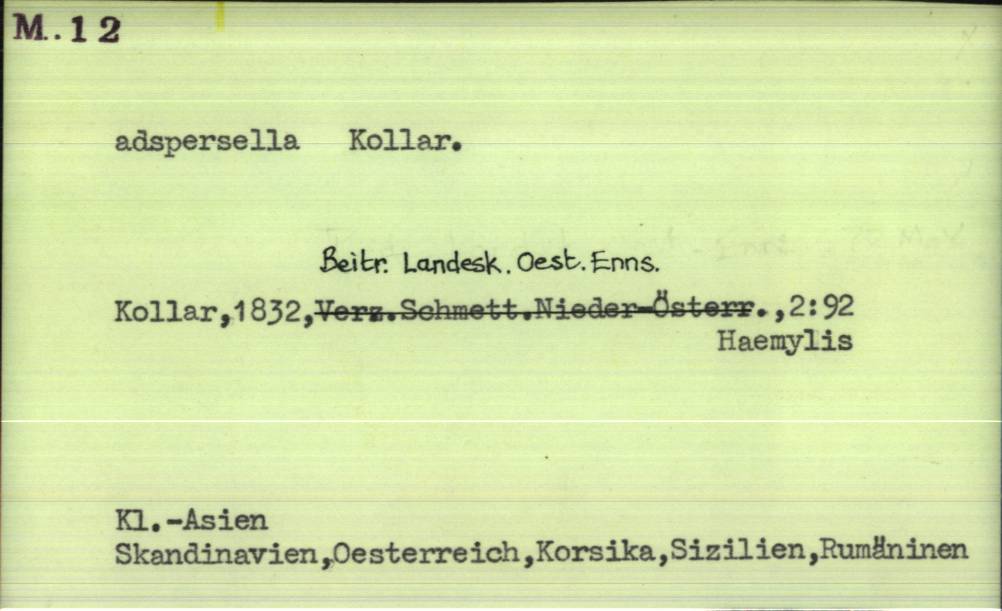 M..12
adspersella Kollar.
Beitr. Landesk. Oest. Enns.
Kollar,1832,Verz.Schmett.Nieder-Österr.,2:92
Haemylis
Kl.-Asien
Skandinavien,Oesterreich,Korsika,Sizilien,Rumäninen